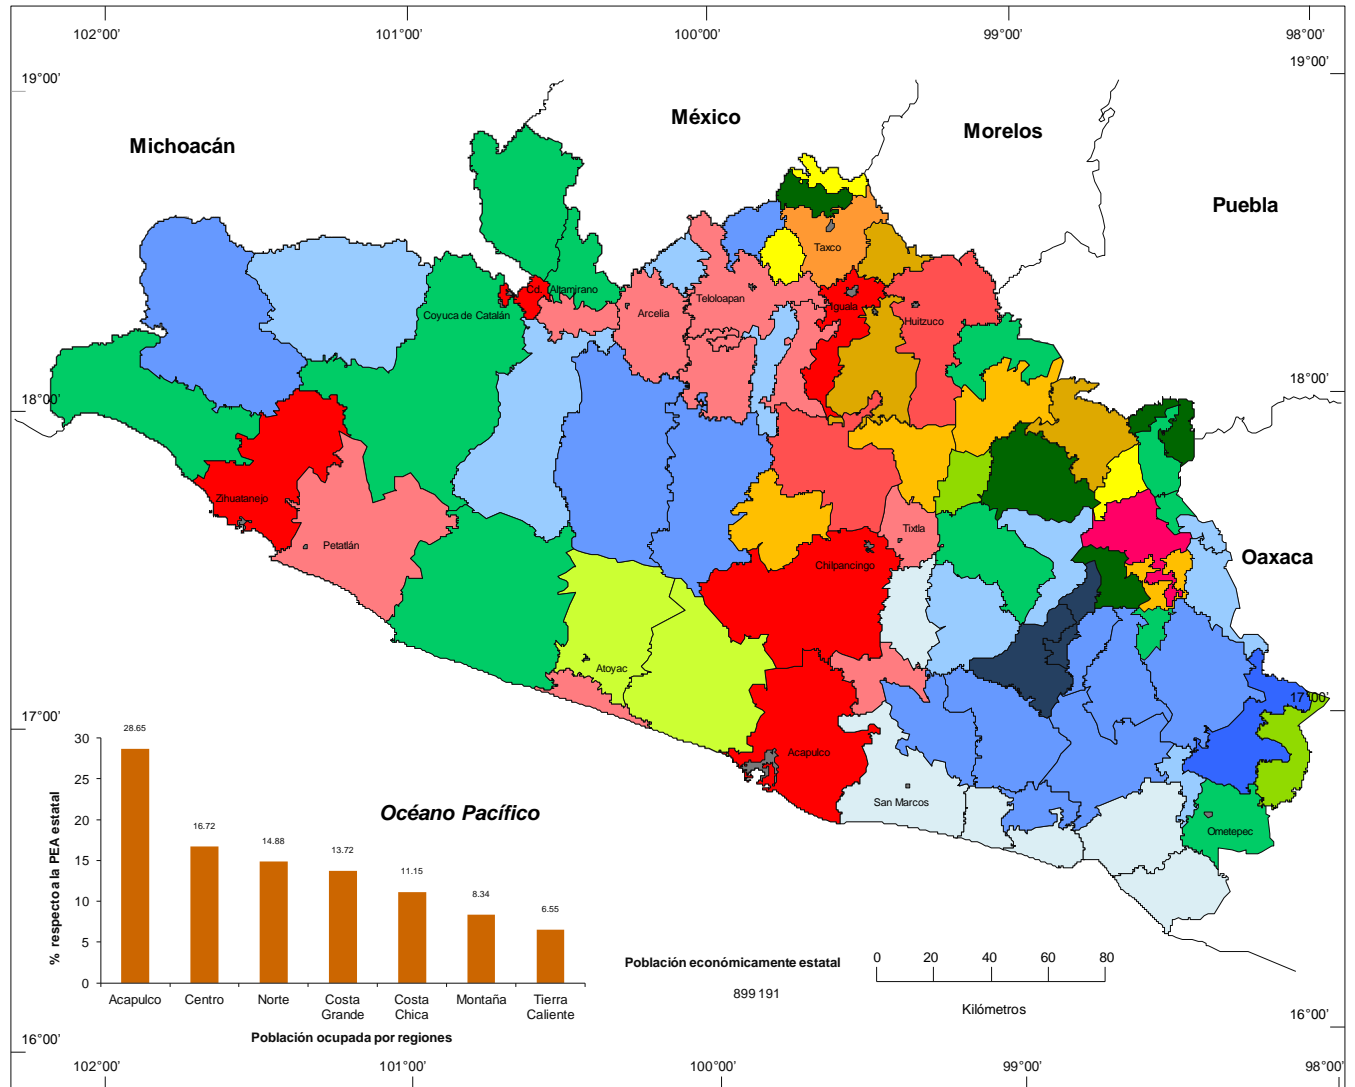 102°00'
101°00'
100°00'
99°00'
98°00'
19°00'
19°00'
México
Morelos
Michoacán
Puebla
Taxco
Cd. Altamirano
Teloloapan
Iguala
Arcelia
Coyuca de Catalán
Huitzuco
18°00'
18°00'
Zihuatanejo
Tixtla
Petatlán
Chilpancingo
Oaxaca
Atoyac
17°00'
17°00'
Acapulco
San Marcos
Ometepec
Océano Pacífico
% respecto a la PEA estatal
30
25
20
15
10
5
0
28.65
16.72
14.88
13.72
11.15
8.34
6.55
Acapulco
Centro
Norte
Costa
Grande
Costa
Chica
Montaña
Tierra
Caliente
Población ocupada por regiones
Población económicamente estatal
899 191
0 20 40 60 80
Kilómetros
16°00'
16°00'
102°00'
101°00'
100°00'
99°00'
98°00'